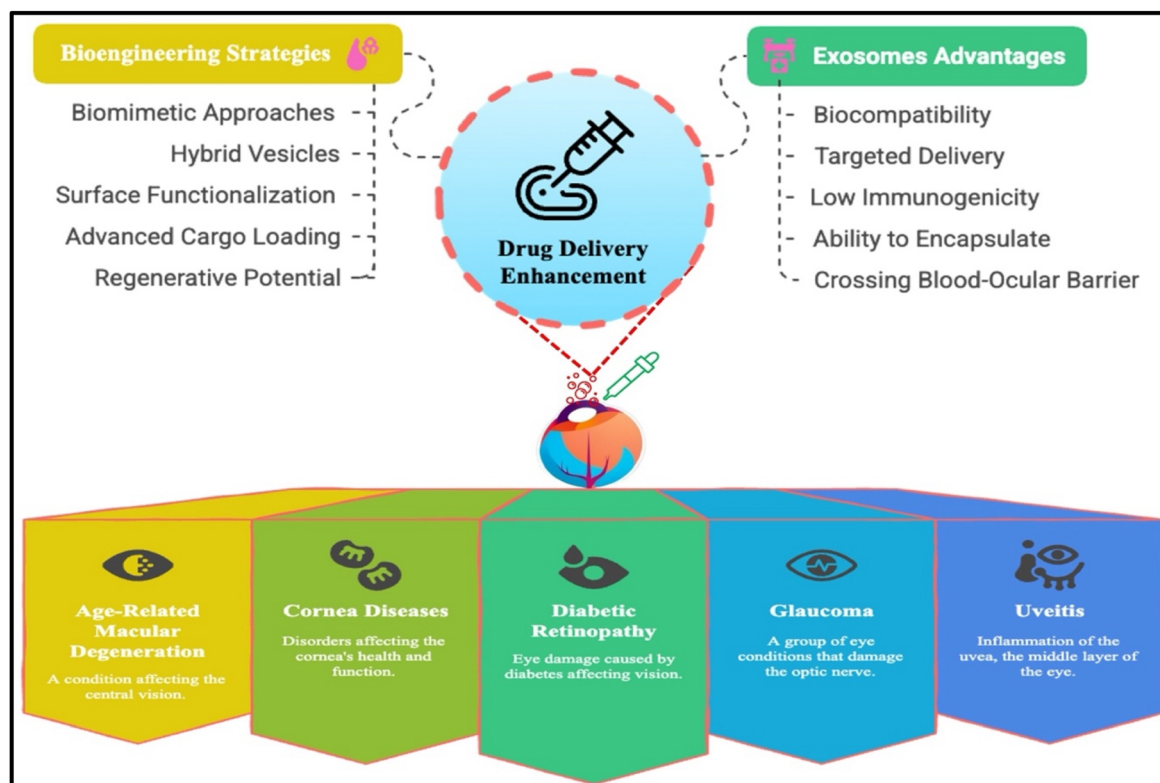 Bioengineering Strategies
Biomimetic Approaches
Hybrid Vesicles
Surface Functionalization
Advanced Cargo Loading
Regenerative Potential
Drug Delivery
Enhancement
Exosomes Advantages
Biocompatibility
Targeted Delivery
Low Immunogenicity
Ability to Encapsulate
Crossing Blood-Ocular Barrier
Age-Related
Macular
Degeneration
A condition affecting the
central vision.
Cornea Diseases
Disorders affecting the
cornea's health and
function.
Diabetic
Retinopathy
Eye damage caused by
diabetes affecting vision.
Glaucoma
A group of eye
conditions that damage
the optic nerve.
Uveitis
Inflammation of the
uvea, the middle layer of
the eye.